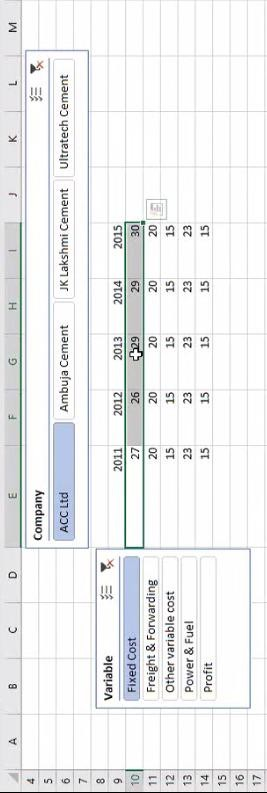 A B C D E F G H I J K L M
4
5 Company
6 ACC Ltd Ambuja Cement JK Lakshmi Cement Ultratech Cement
7
8
9 Variable 2011 2012 2013 2014 2015
10 Fixed Cost 27 26 29 29 30
11 Freight & Forwarding 20 20 20 20 20
12 Other variable cost 15 15 15 15 15
13 Power & Fuel 23 23 23 23 23
14 Profit 15 15 15 15 15
15
16
17